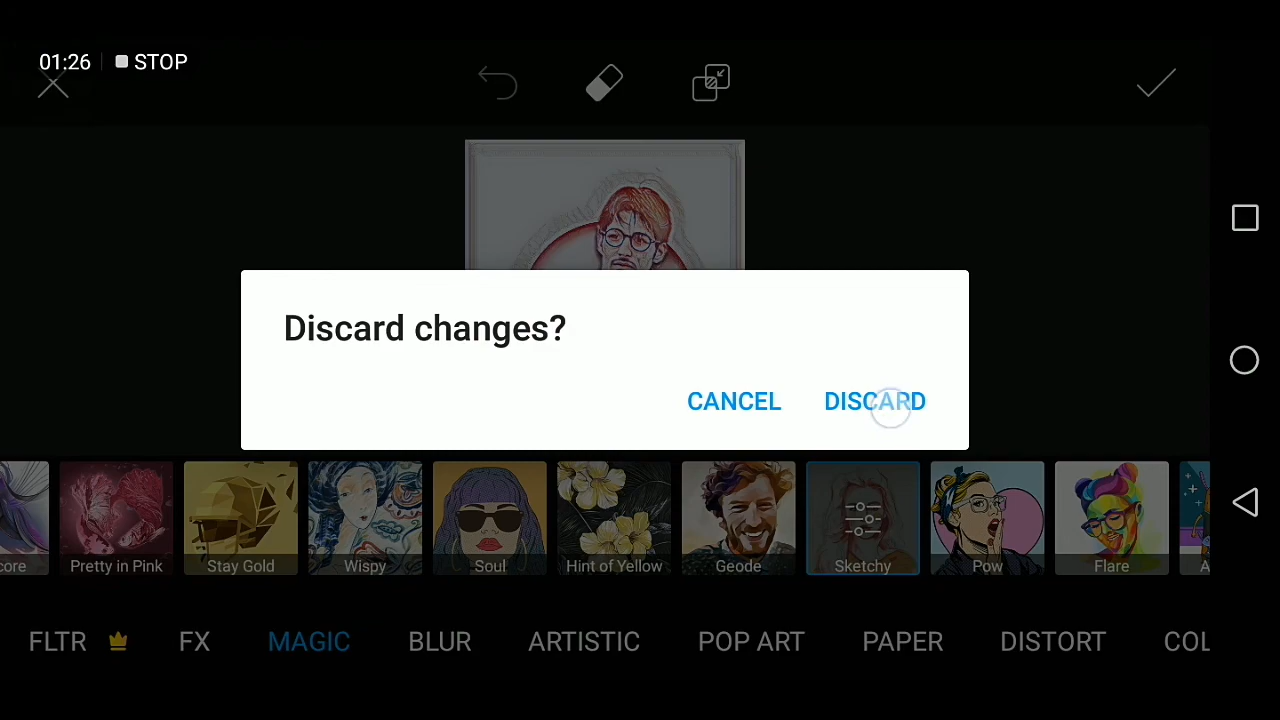 01:26 STOP
Discard changes?
CANCEL DISCARD
core Pretty in Pink Stay Gold Wispy Soul Hint of Yellow Geode Sketchy Pow Flare A
FLTR FX MAGIC BLUR ARTISTIC POP ART PAPER DISTORT COL